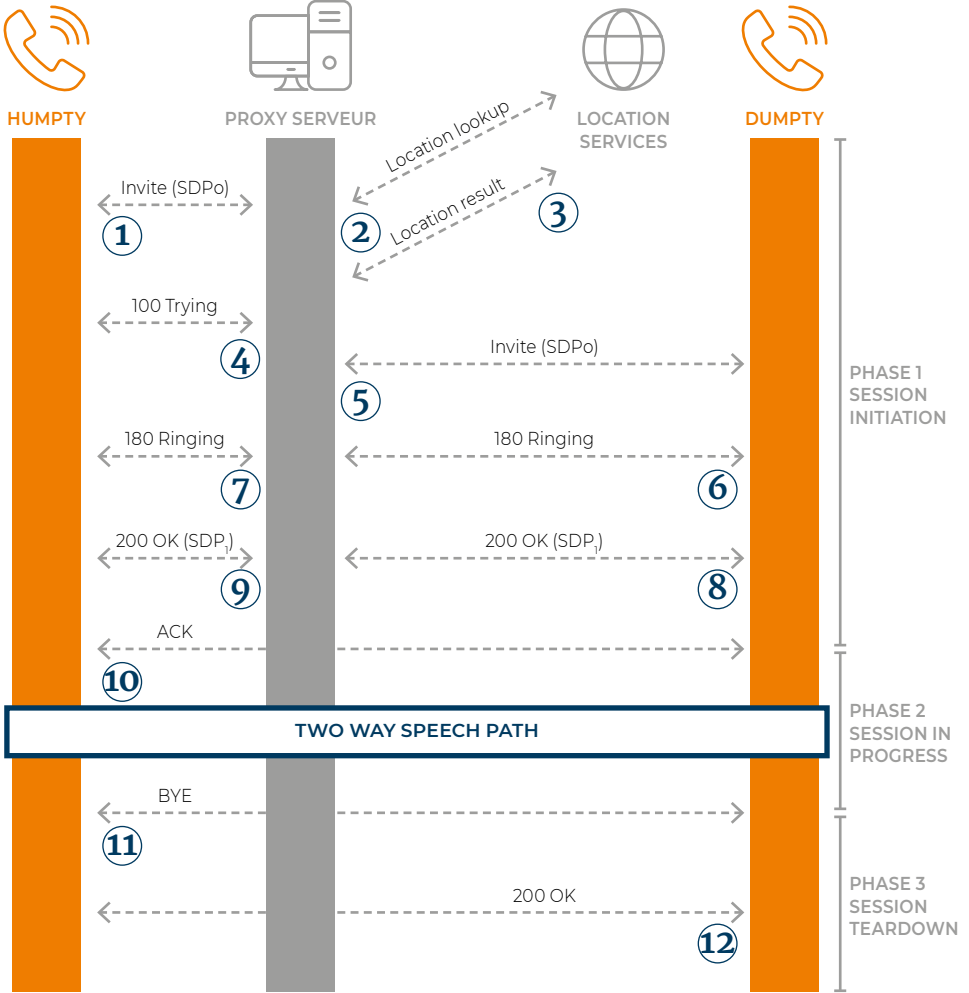 HUMPTY
PROXY SERVEUR
LOCATION
SERVICES
DUMPTY
Location lookup
Invite (SDPo)
1
2
Location result
3
100 Trying
4
Invite (SDPo)
5
PHASE 1
SESSION
INITIATION
180 Ringing
7
180 Ringing
6
200 OK (SDP₁)
9
200 OK (SDP₁)
8
ACK
10
TWO WAY SPEECH PATH
PHASE 2
SESSION IN
PROGRESS
BYE
11
200 OK
12
PHASE 3
SESSION
TEARDOWN